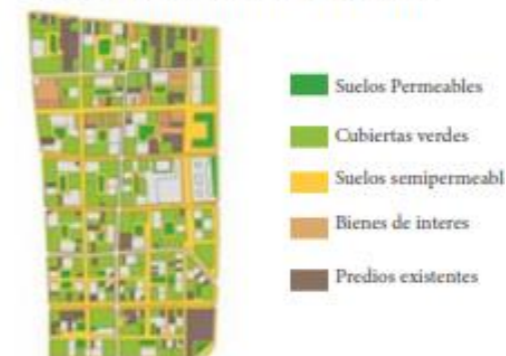 Suelos Permeables
Cubiertas verdes
Suelos semipermeabl
Bienes de interes
Predios existentes